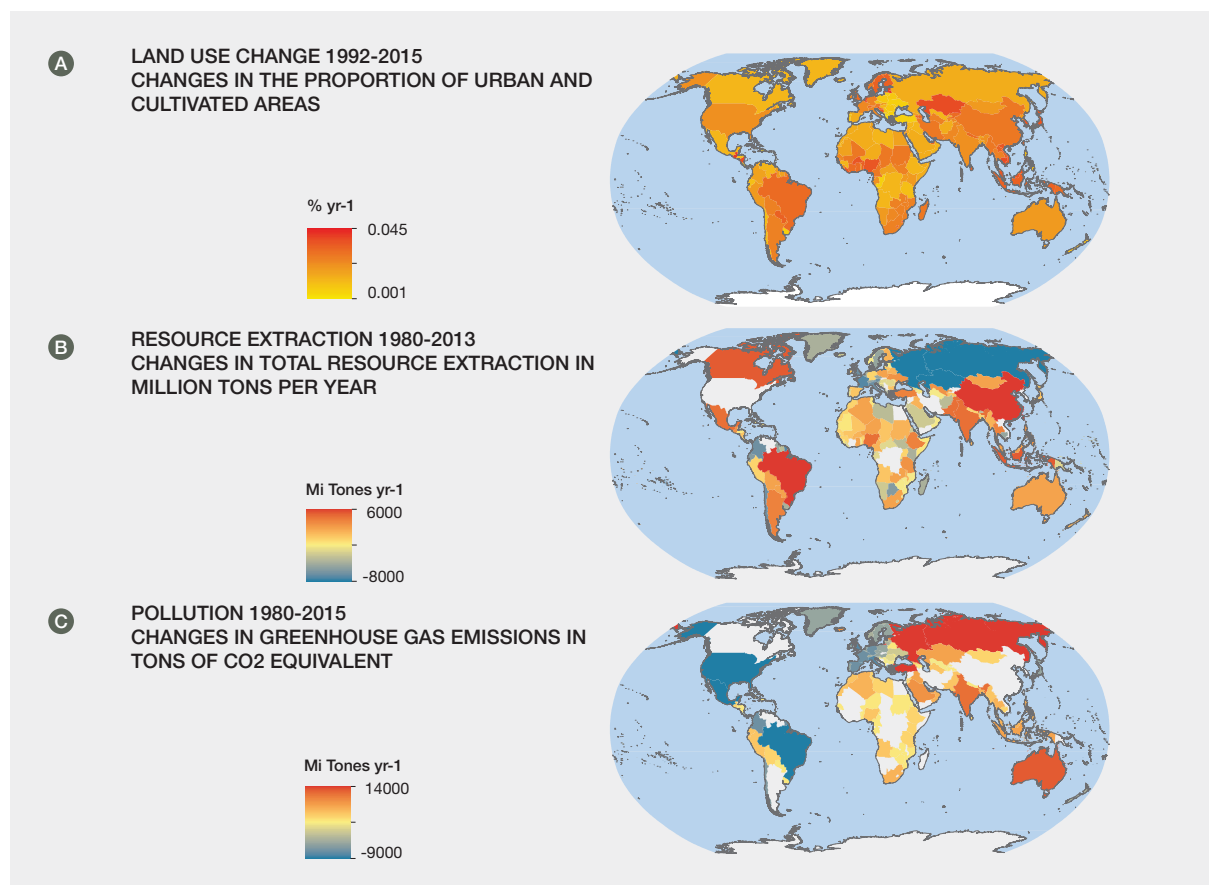 A
LAND USE CHANGE 1992-2015
CHANGES IN THE PROPORTION OF URBAN AND
CULTIVATED AREAS
% yr-1
0.045
0.001
B
RESOURCE EXTRACTION 1980-2013
CHANGES IN TOTAL RESOURCE EXTRACTION IN
MILLION TONS PER YEAR
Mi Tones yr-1
6000
-8000
C
POLLUTION 1980-2015
CHANGES IN GREENHOUSE GAS EMISSIONS IN
TONS OF CO2 EQUIVALENT
Mi Tones yr-1
14000
-9000